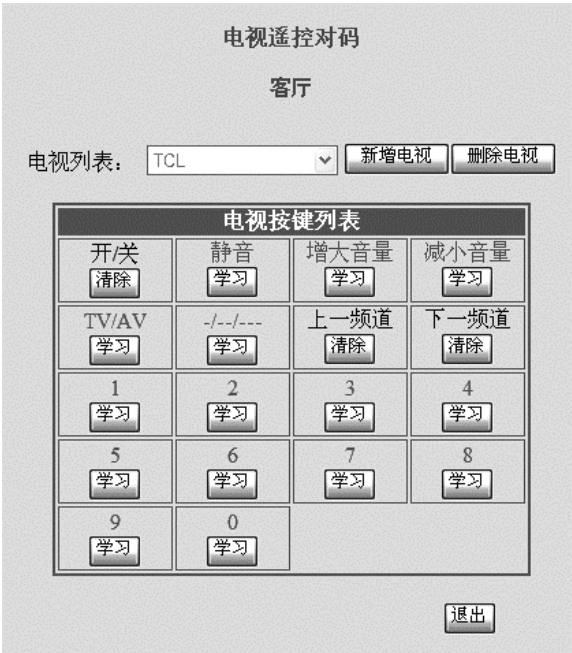 电视遥控对码
客厅
电视列表： TCL 新增电视 删除电视
电视按键列表
开/关 静音 增大音量 减小音量
清除 学习 学习 学习
TV/AV -/--/--- 上一频道 下一频道
学习 学习 清除 清除
1 2 3 4
学习 学习 学习 学习
5 6 7 8
学习 学习 学习 学习
9 0
学习 学习
退出